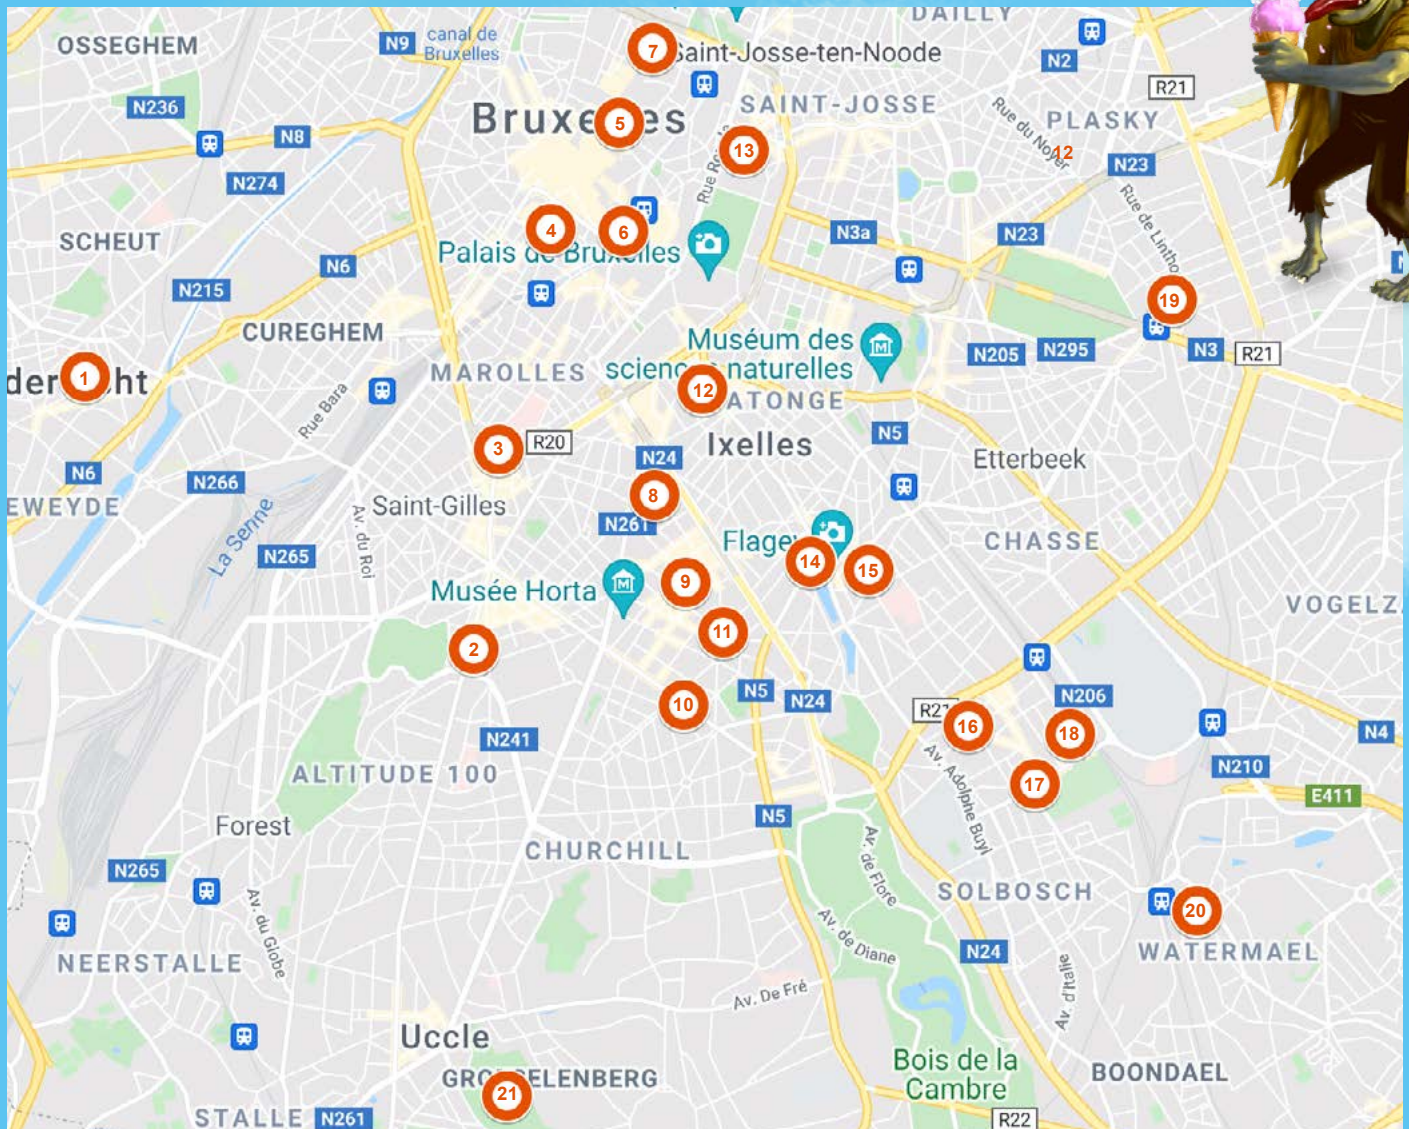 DAILLY
OSSEGHEM
N9
canal de
Bruxelles
7
Saint-Josse-ten-Noode
N2
R21
N236
N8
Bruxelles
5
SAINT-JOSSE
Rue du Noyer
PLASKY
12
N23
13
N274
Rue Ro
Rue de Lintho
SCHEUT
N6
4
6
Palais de Bruxelles
N3a
N23
N215
19
CUREGHEM
Muséum des
sciences naturelles
N205
N295
N3
R21
1
MAROLLES
12
ATONGE
Rue Bara
3
R20
Ixelles
N5
N6
N266
N24
Etterbeek
EWEYDE
Saint-Gilles
8
N261
La Senne
Av. du Roi
N265
Flagey
CHASSE
14
15
Musée Horta
9
VOGELZ
11
2
N5
N24
N206
10
R21
16
18
N4
N241
Av. Adolphe Buyl
ALTITUDE 100
17
N210
E411
N5
Forest
CHURCHILL
Av. de Flore
N265
SOLBOSCH
20
Av. du Globe
Av. de Diane
N24
WATERMAEL
NEERSTALLE
Av. De Fré
Av. d'Italie
Uccle
Bois de la
Cambre
BOONDAEL
GROESELENBERG
21
STALLE
N261
R22